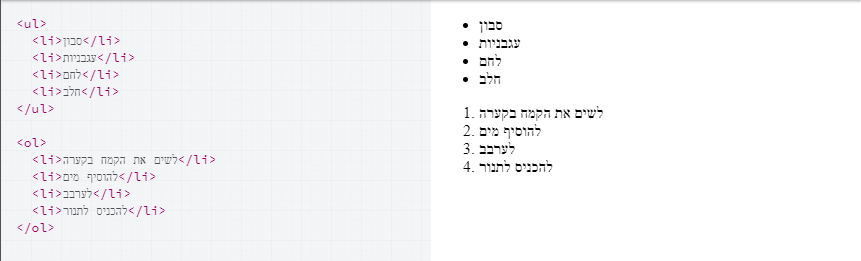 <ul>
<li>סבון</li>
<li>עגבניות</li>
<li>לחם</li>
<li>חלב</li>
</ul>
<ol>
<li>לשים את הקמח בקערה</li>
<li>להוסיף מים</li>
<li>לערבב</li>
<li>להכניס לתנור</li>
</ol>
• סבון
• עגבניות
• לחם
• חלב
1. לשים את הקמח בקערה
2. להוסיף מים
3. לערבב
4. להכניס לתנור